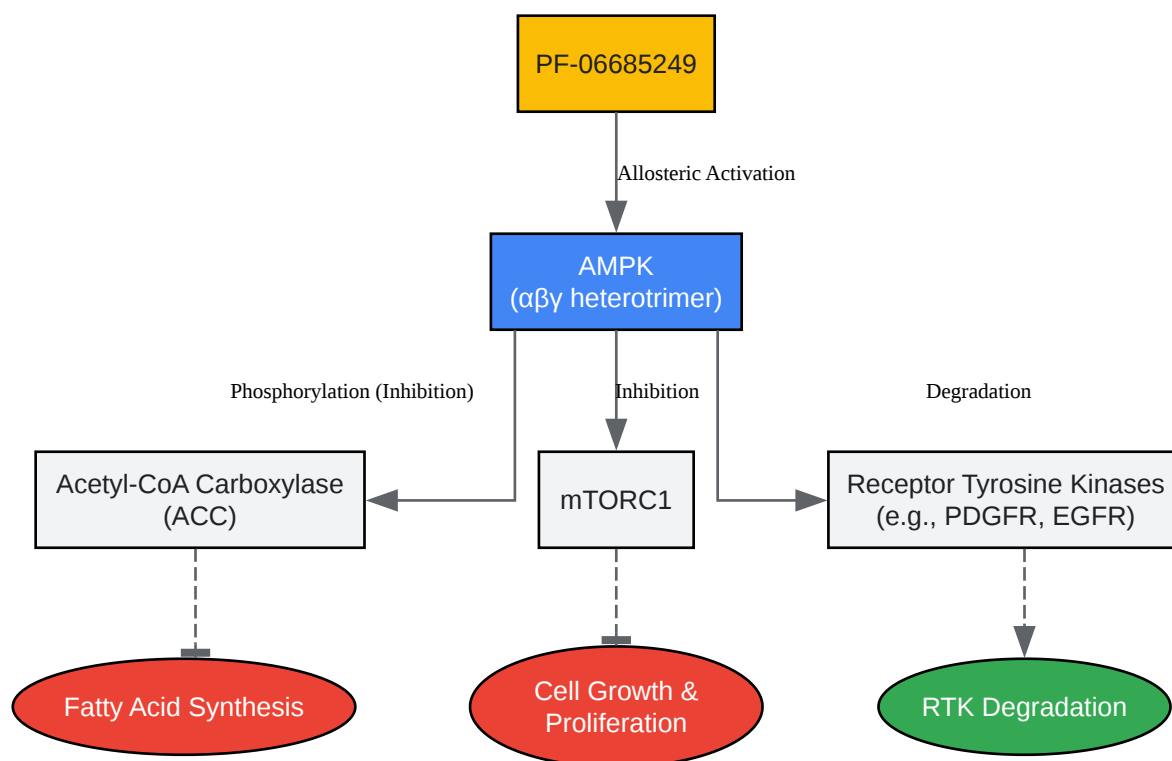 PF-06685249
Allosteric Activation
AMPK
(αβγ heterotrimer)
Phosphorylation (Inhibition)
Inhibition
Degradation
Acetyl-CoA Carboxylase
(ACC)
mTORC1
Receptor Tyrosine Kinases
(e.g., PDGFR, EGFR)
Fatty Acid Synthesis
Cell Growth &
Proliferation
RTK Degradation